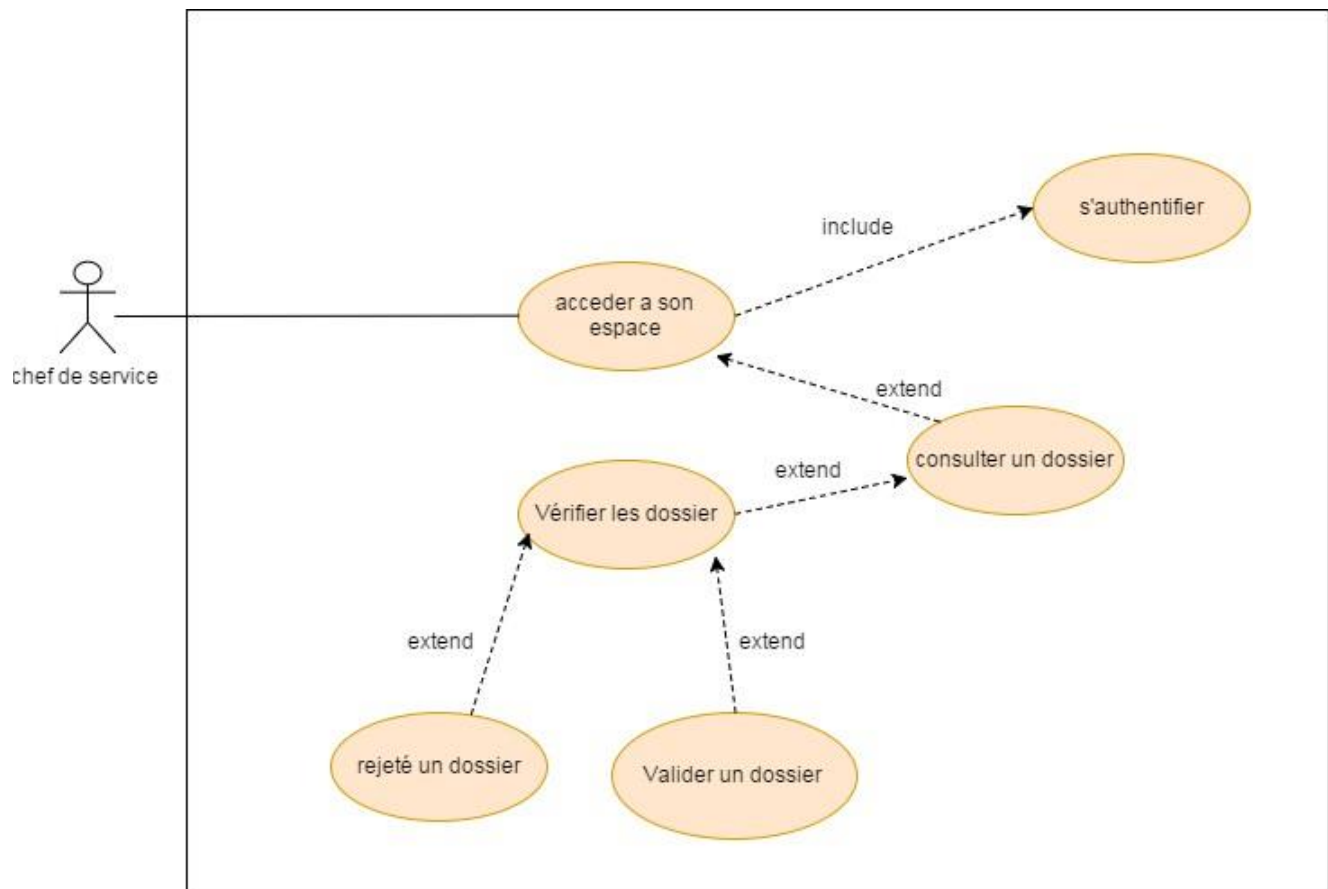 s'authentifier
include
acceder a son
espace
chef de service
extend
consulter un dossier
extend
Vérifier les dossier
extend
extend
rejeté un dossier
Valider un dossier